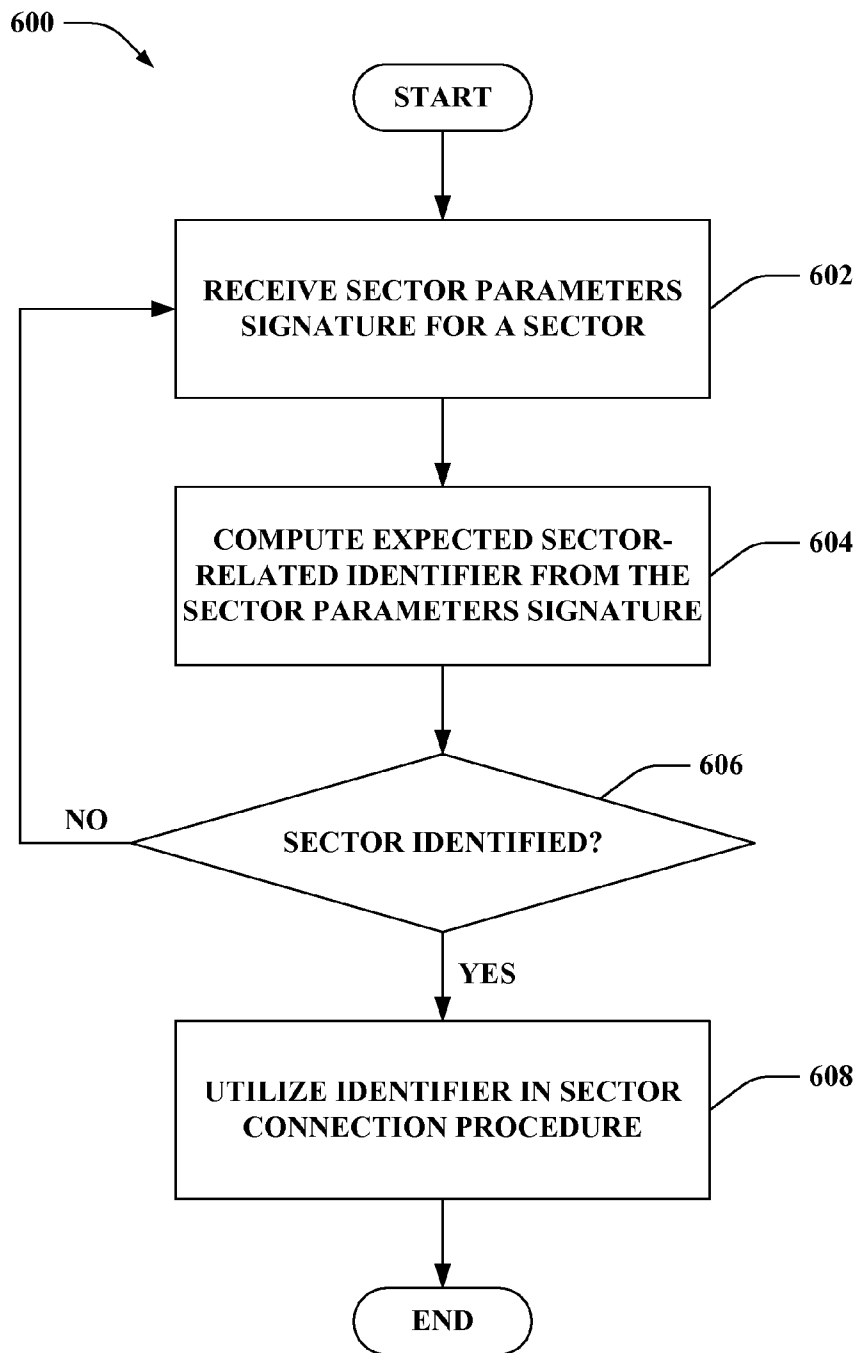 600
START
RECEIVE SECTOR PARAMETERS
SIGNATURE FOR A SECTOR
602
COMPUTE EXPECTED SECTOR-
RELATED IDENTIFIER FROM THE
SECTOR PARAMETERS SIGNATURE
604
606
NO
SECTOR IDENTIFIED?
YES
UTILIZE IDENTIFIER IN SECTOR
CONNECTION PROCEDURE
608
END